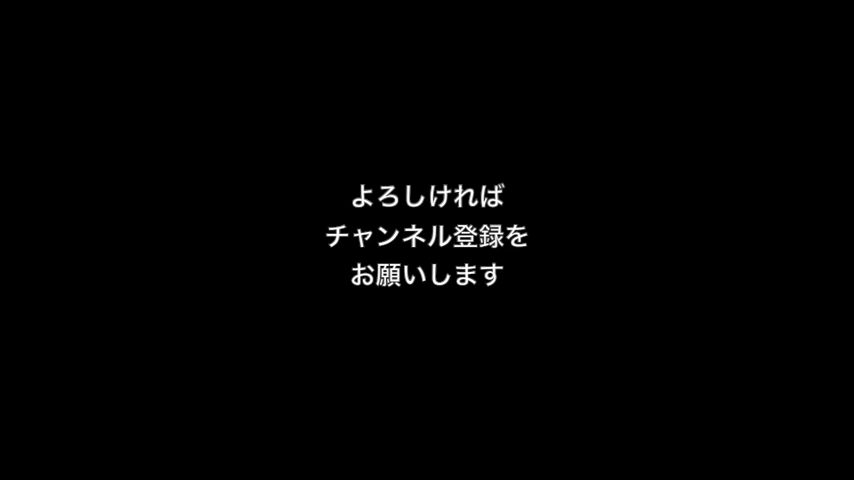 よろしければ
チャンネル登録を
お願いします